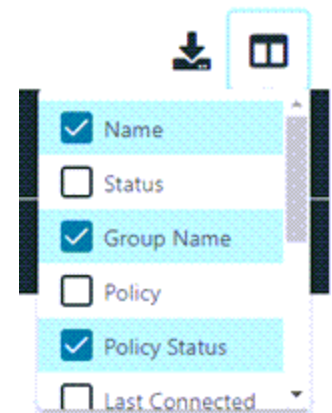 Name
Status
Group Name
Policy
Policy Status
Last Connected